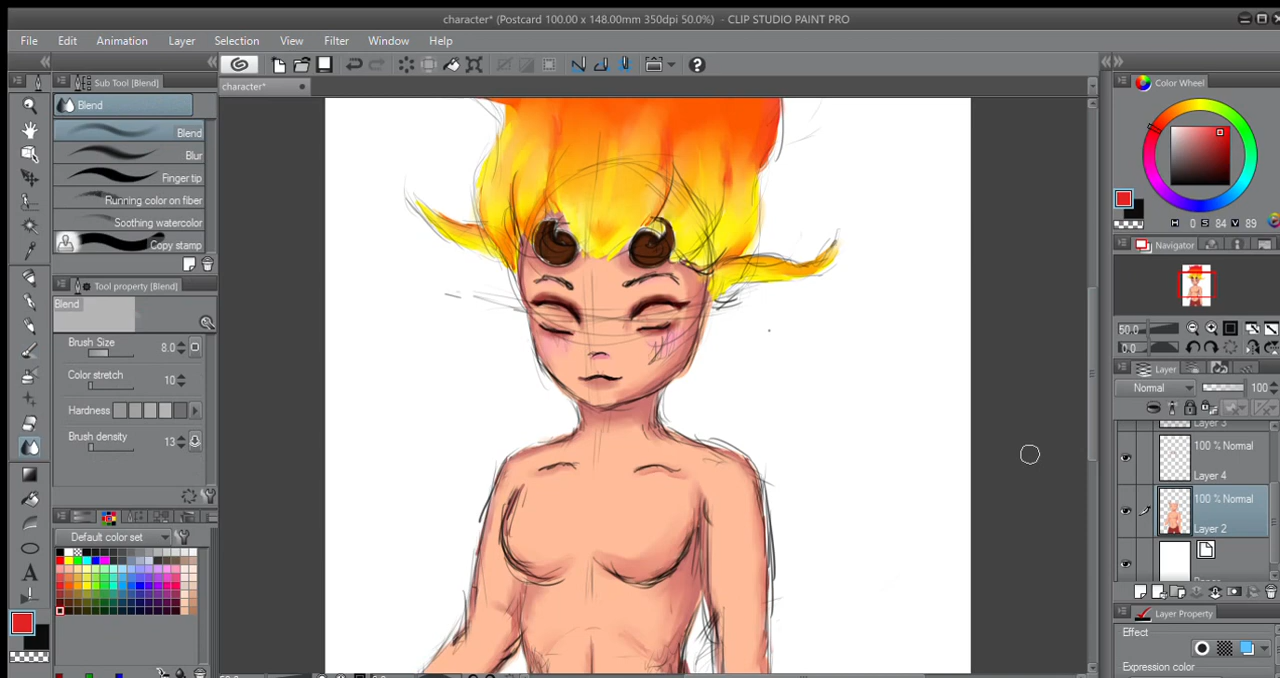 character* (Postcard 100.00 x 148.00mm 350dpi 50.0%) - CLIP STUDIO PAINT PRO
File Edit Animation Layer Selection View Filter Window Help
Sub Tool [Blend]
Blend
Blend
Blur
Finger tip
Running color on fiber
Soothing watercolor
Copy stamp
Tool property [Blend]
Blend
Brush Size 8.0
Color stretch 10
Hardness
Brush density 13
Default color set
A
character*
Color Wheel
H 0 S 84 V 89
Navigator
50.0
0.0
Layer
Normal 100
Layer 3
100 % Normal
Layer 4
100 % Normal
Layer 2
Layer Property
Effect
Expression color